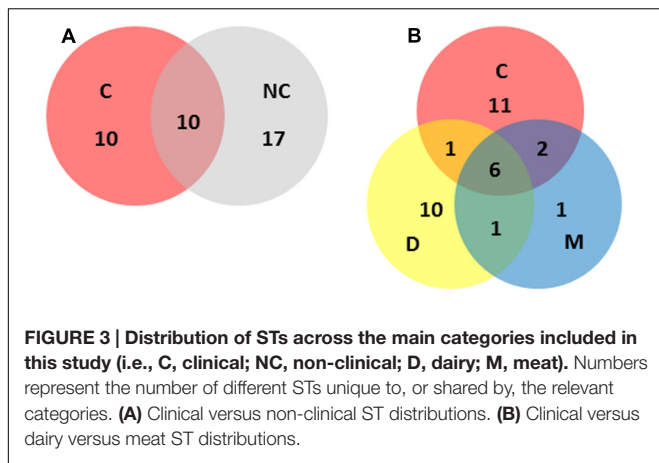 A
B
C
NC
10
10
17
C
11
1
2
6
10
1
1
D
M
FIGURE 3 | Distribution of STs across the main categories included in
this study (i.e., C, clinical; NC, non-clinical; D, dairy; M, meat). Numbers
represent the number of different STs unique to, or shared by, the relevant
categories. (A) Clinical versus non-clinical ST distributions. (B) Clinical versus
dairy versus meat ST distributions.